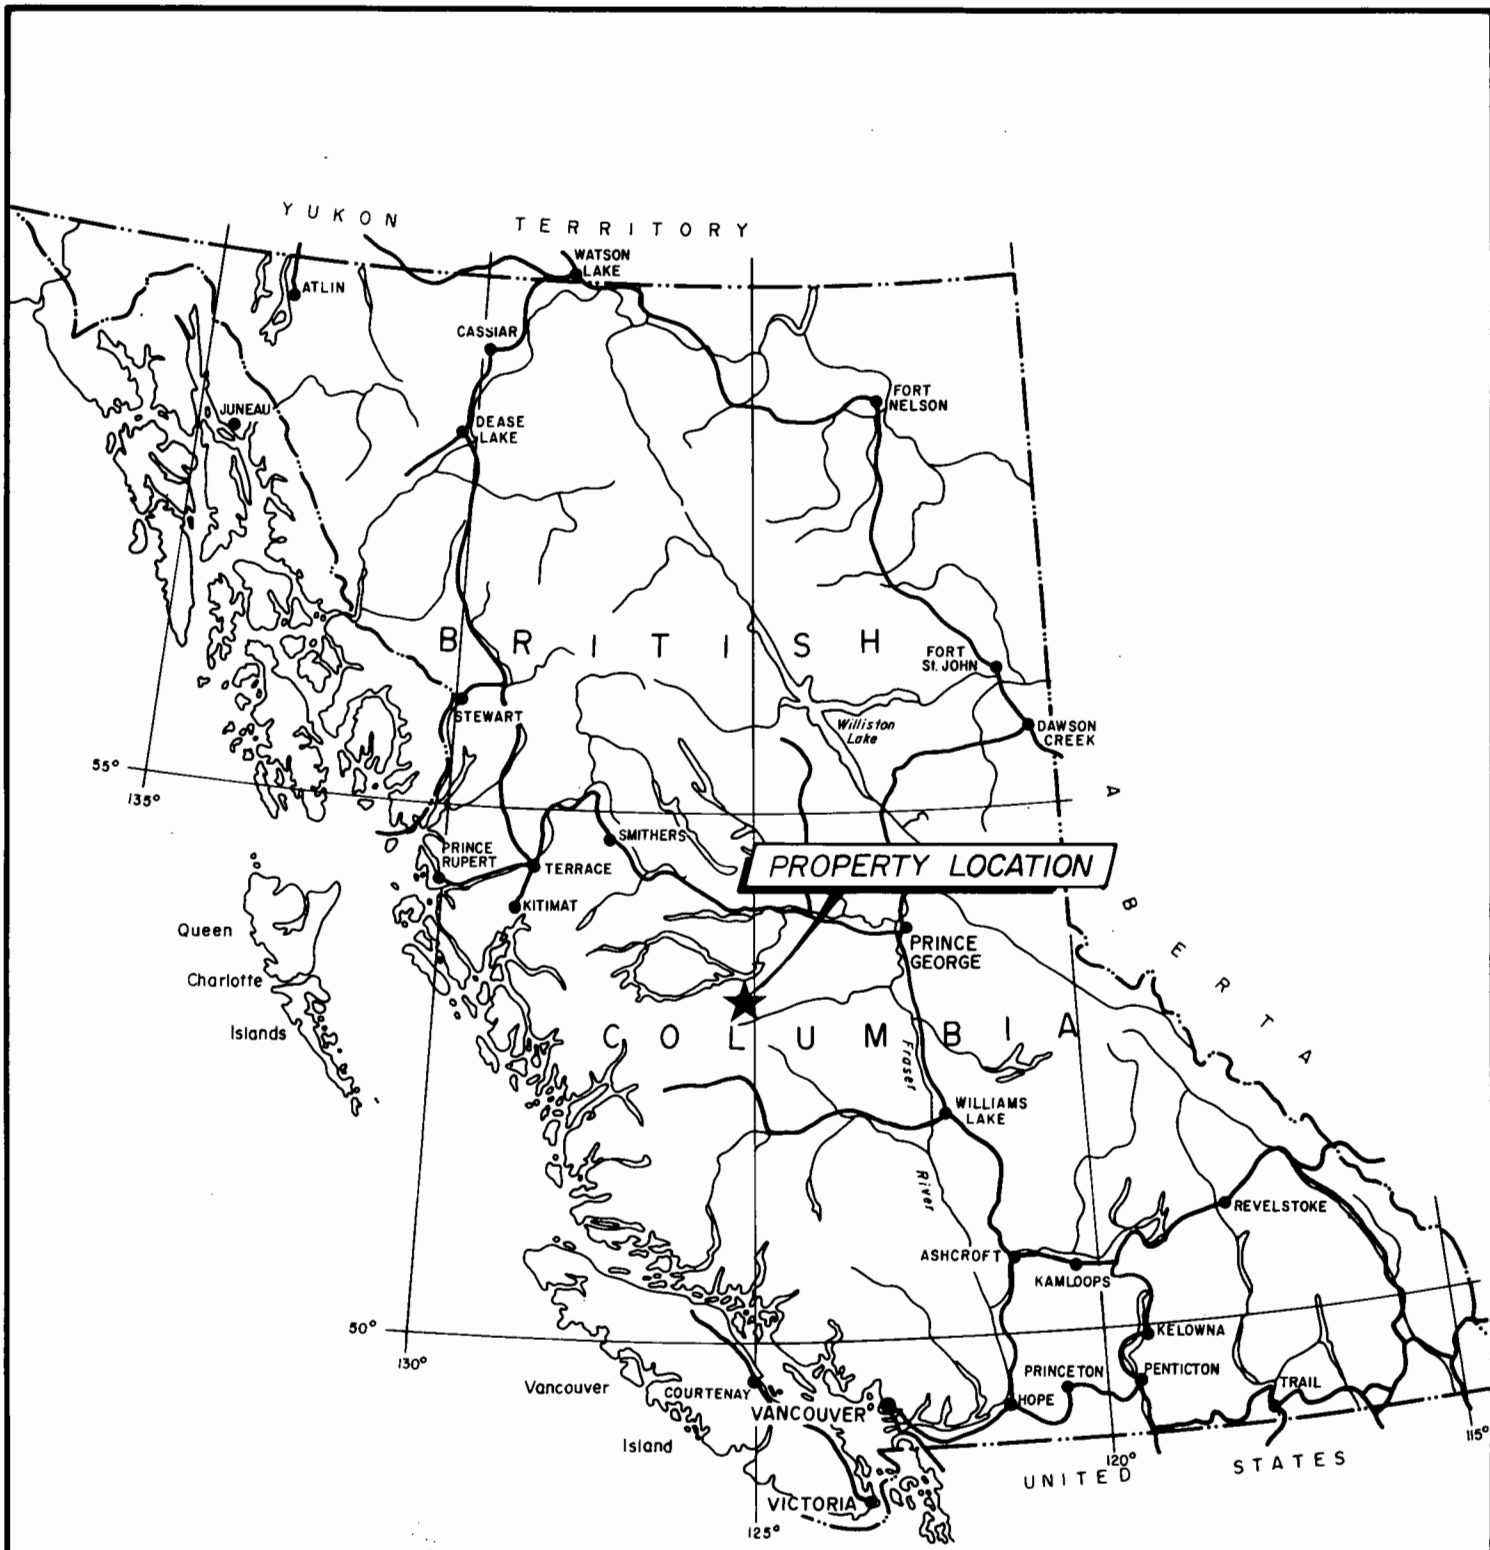 YUKON TERRITORY
WATSON
LAKE
ATLIN
CASSIAR
FORT
NELSON
JUNEAU
DEASE
LAKE
BRITISH
FORT
St. JOHN
STEWART
Williston
Lake
DAWSON
CREEK
55°
135°
SMITHERS
PRINCE
RUPERT
TERRACE
PROPERTY LOCATION
KITIMAT
ALBERTA
Queen
Charlotte
Islands
PRINCE
GEORGE
COLUMBIA
Fraser
River
WILLIAMS
LAKE
REVELSTOKE
ASHCROFT
KAMLOOPS
50°
130°
KELOWNA
Vancouver
Island
COURTENAY
PRINCETON
PENTICTON
TRAIL
VANCOUVER
HOPE
115°
120°
UNITED STATES
VICTORIA
125°